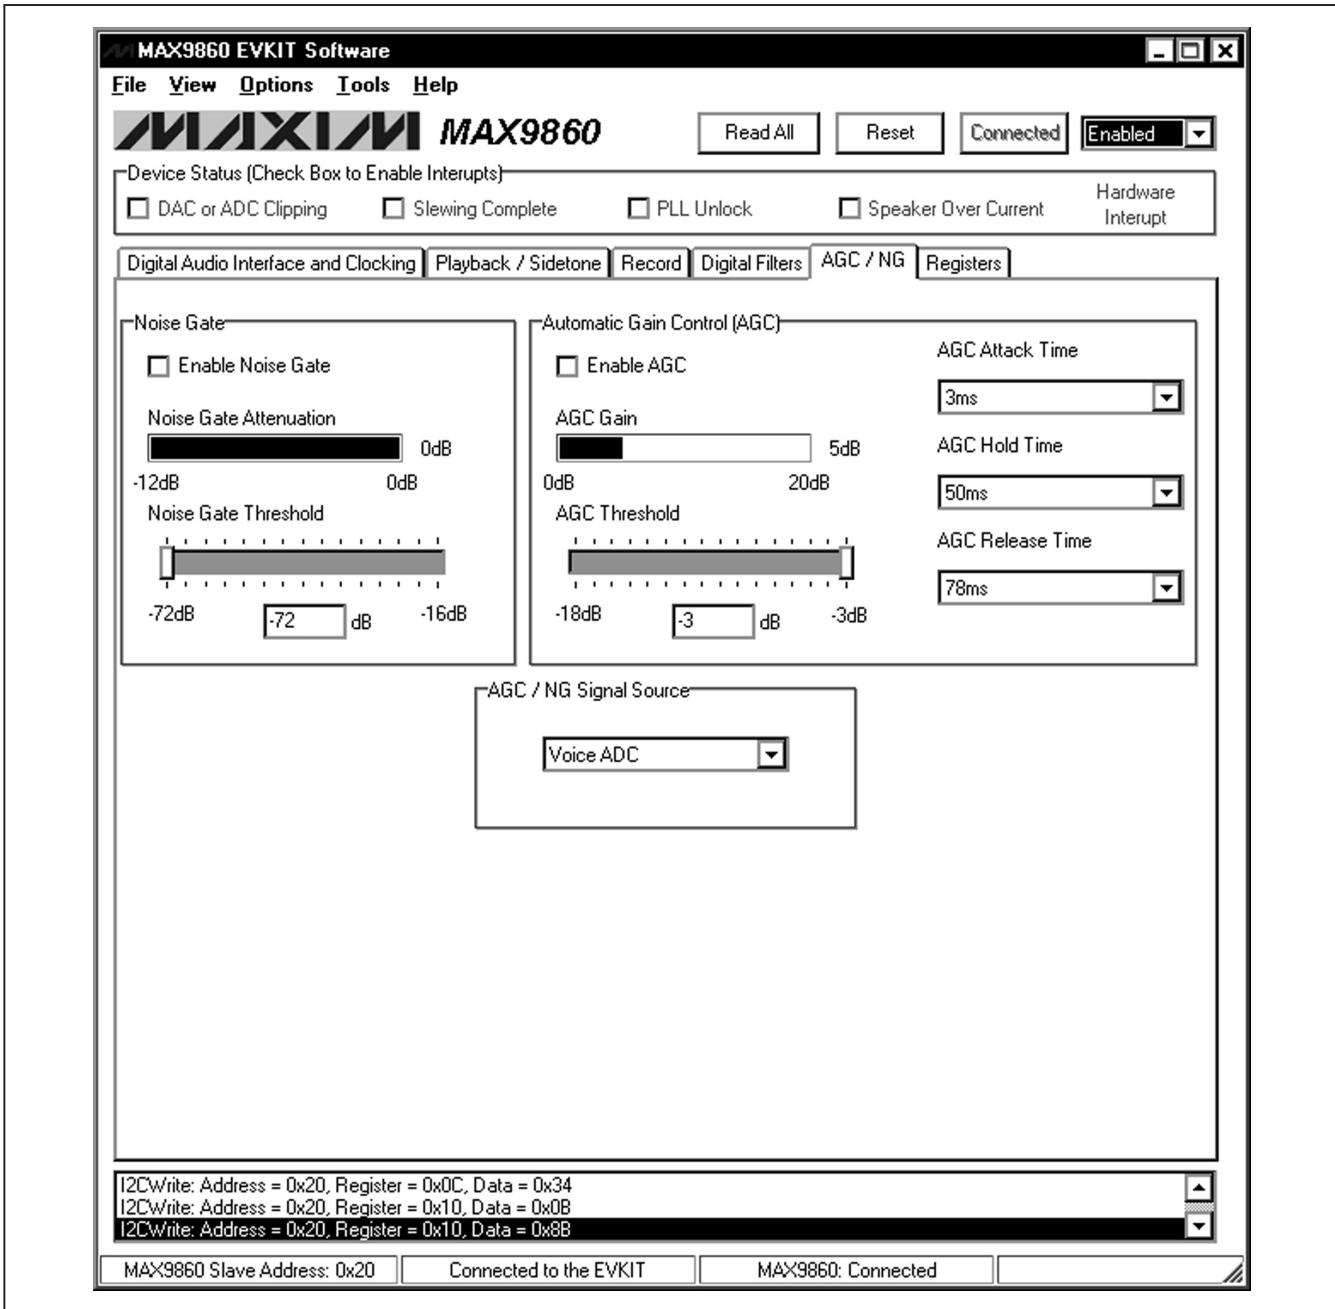 MAX9860 EVKIT Software
File View Options Tools Help
MAXIM MAX9860 Read All Reset Connected Enabled
Device Status (Check Box to Enable Interupts)
DAC or ADC Clipping Slewing Complete PLL Unlock Speaker Over Current Hardware Interupt
Digital Audio Interface and Clocking Playback / Sidetone Record Digital Filters AGC / NG Registers
Noise Gate
Enable Noise Gate
Noise Gate Attenuation
0dB
-12dB 0dB
Noise Gate Threshold
-72dB -72 dB -16dB
Automatic Gain Control (AGC)
Enable AGC
AGC Gain
5dB
0dB 20dB
AGC Threshold
-18dB -3 dB -3dB
AGC Attack Time
3ms
AGC Hold Time
50ms
AGC Release Time
78ms
AGC / NG Signal Source
Voice ADC
I2CWrite: Address = 0x20, Register = 0x0C, Data = 0x34
I2CWrite: Address = 0x20, Register = 0x10, Data = 0x0B
I2CWrite: Address = 0x20, Register = 0x10, Data = 0x8B
MAX9860 Slave Address: 0x20 Connected to the EVKIT MAX9860: Connected